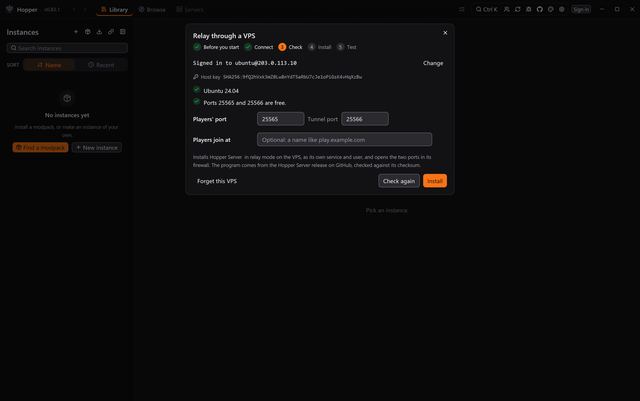 Hopper
Library
Browse
Servers
Ctrl K
Sign in
Instances
Search instances
SORT
Name
Recent
No instances yet
Install a modpack, or make an instance of your
own.
Find a modpack
New instance
Pick an instance
Relay through a VPS
Before you start
Connect
3 Check
4 Install
5 Test
Signed in to ubuntu@203.0.113.10
Change
Host key
Ubuntu 24.04
Ports 25565 and 25566 are free.
Players' port
25565
Tunnel port
25566
Players join at
Optional: a name like play.example.com
Installs Hopper Server in relay mode on the VPS, as its own service and user, and opens the two ports in its
firewall. The program comes from the Hopper Server release on GitHub, checked against its checksum.
Forget this VPS
Check again
Install